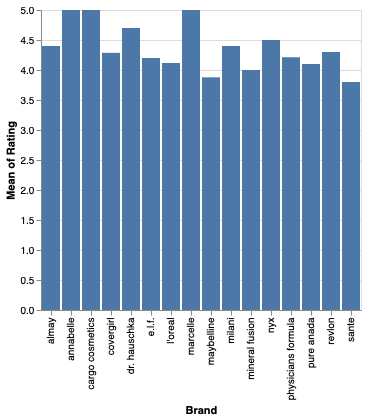 5.0
4.5
4.0
3.5
3.0
2.5
2.0
1.5
1.0
0.5
0.0
Mean of Rating
almay
annabelle
cargo cosmetics
covergirl
dr. hauschka
e.l.f.
l'oreal
marcelle
maybelline
milani
mineral fusion
nyx
physicians formula
pure anada
revlon
sante
Brand